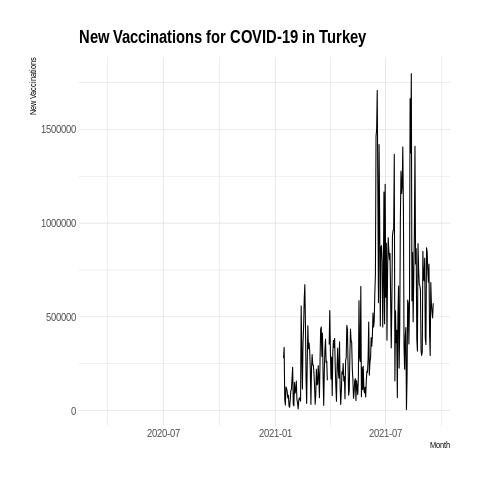 New Vaccinations for COVID-19 in Turkey
New Vaccinations
1500000
1000000
500000
0
2020-07 2021-01 2021-07
Month